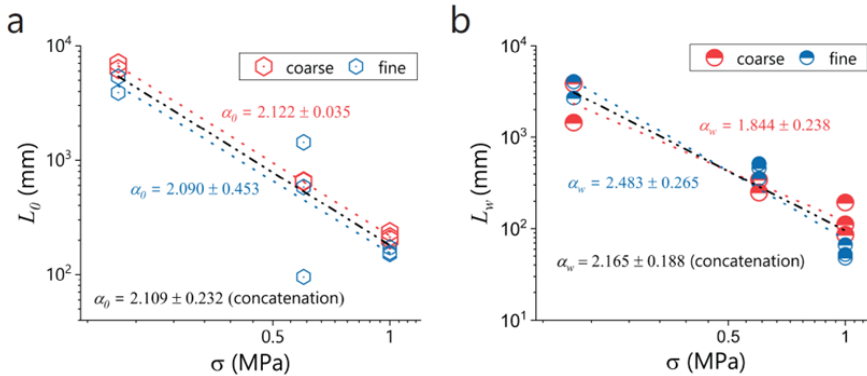 a
b
10⁴
10³
10²
L₀ (mm)
coarse
fine
α₀ = 2.122 ± 0.035
α₀ = 2.090 ± 0.453
α₀ = 2.109 ± 0.232 (concatenation)
0.5
1
σ (MPa)
10⁵
10⁴
10³
10²
10¹
L_w (mm)
coarse
fine
α_w = 1.844 ± 0.238
α_w = 2.483 ± 0.265
α_w = 2.165 ± 0.188 (concatenation)
0.5
1
σ (MPa)